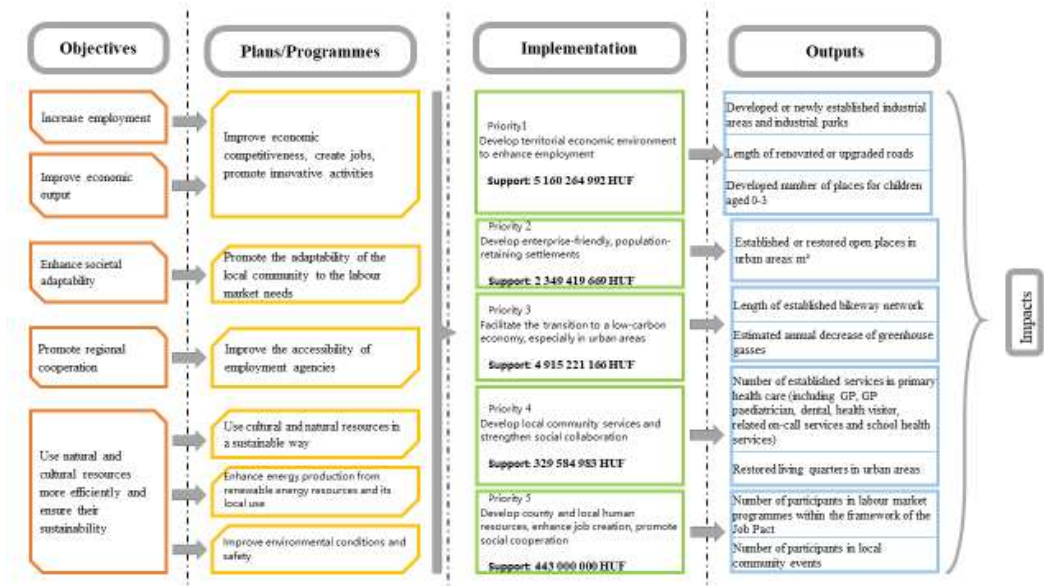 Objectives
Plans/Programmes
Implementation
Outputs
Increase employment
Improve economic
output
Enhance societal
adaptability
Promote regional
cooperation
Use natural and
cultural resources
more efficiently and
ensure their
sustainability
Improve economic
competitiveness, create jobs,
promote innovative activities
Promote the adaptability of the
local community to the labour
market needs
Improve the accessibility of
employment agencies
Use cultural and natural resources in
a sustainable way
Enhance energy production from
renewable energy resources and its
local use
Improve environmental conditions and
safety
Priority1
Develop territorial economic environment
to enhance employment
Support: 5 160 264 992 HUF
Priority 2
Develop enterprise-friendly, population-
retaining settlements
Support: 2 349 419 669 HUF
Priority 3
Facilitate the transition to a low-carbon
economy, especially in urban areas
Support: 4 915 221 166 HUF
Priority 4
Develop local community services and
strengthen social collaboration
Support: 329 584 983 HUF
Priority 5
Develop county and local human
resources, enhance job creation, promote
social cooperation
Support: 443 000 000 HUF
Developed or newly established industrial
areas and industrial parks
Length of renovated or upgraded roads
Developed number of places for children
aged 0-3
Established or restored open places in
urban areas: m²
Length of established bikeway network
Estimated annual decrease of greenhouse
gasses
Number of established services in primary
health care (including GP, GP
paediatrician, dental, health visitor,
related on-call services and school health
services)
Restored living quarters in urban areas
Number of participants in labour market
programmes within the framework of the
Job Pact
Number of participants in local
community events
Impacts